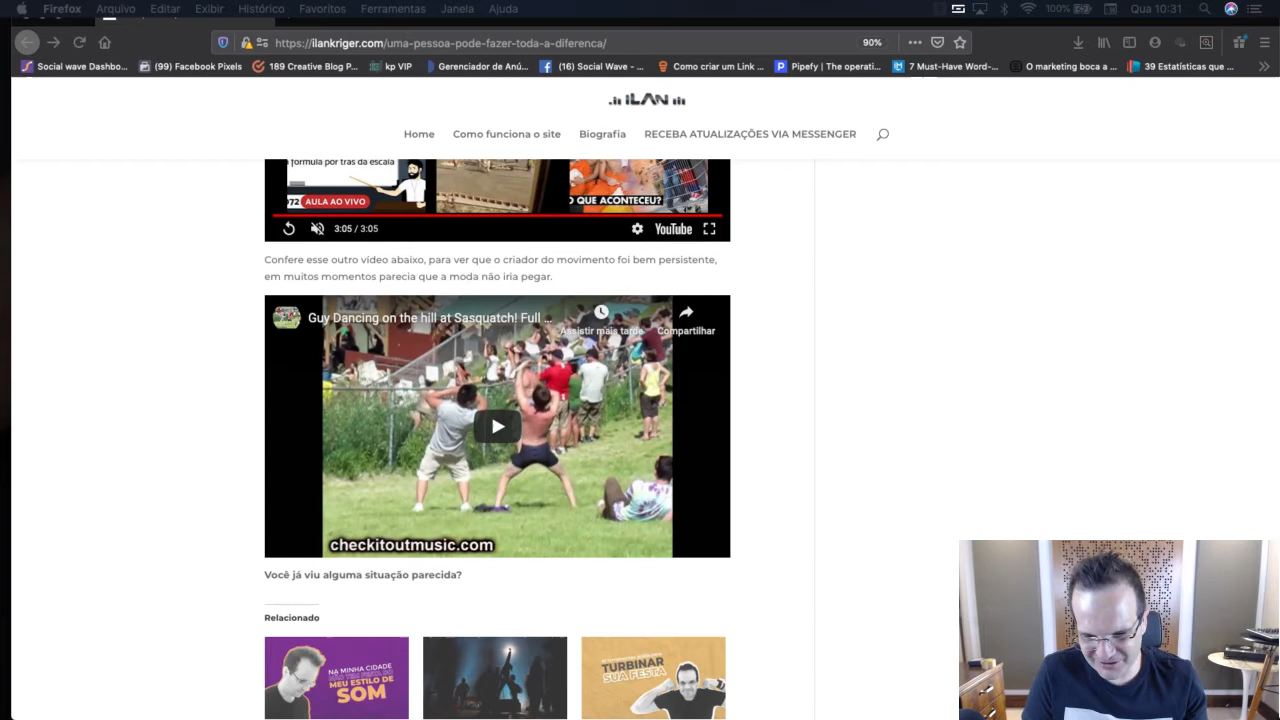 Firefox Arquivo Editar Exibir Histórico Favoritos Ferramentas Janela Ajuda 100% Qua 10:31
https://ilankriger.com/uma-pessoa-pode-fazer-toda-a-diferenca/ 90%
Social wave Dashbo... (99) Facebook Pixels 189 Creative Blog P... kp VIP Gerenciador de Anú... (16) Social Wave - ... Como criar um Link ... Pipefy | The operati... 7 Must-Have Word-... O marketing boca a ... 39 Estatísticas que ...
ILAN
Home Como funciona o site Biografia RECEBA ATUALIZAÇÕES VIA MESSENGER
formula por tras da escala
072 AULA AO VIVO
O QUE ACONTECEU?
3:05 / 3:05 YouTube
Confere esse outro vídeo abaixo, para ver que o criador do movimento foi bem persistente,
em muitos momentos parecia que a moda não iria pegar.
Guy Dancing on the hill at Sasquatch! Full ...
Assistir mais tarde Compartilhar
checkitoutmusic.com
Você já viu alguma situação parecida?
Relacionado
NA MINHA CIDADE
NÃO TEM FESTA DO
MEU ESTILO DE
SOM
TURBINAR
SUA FESTA